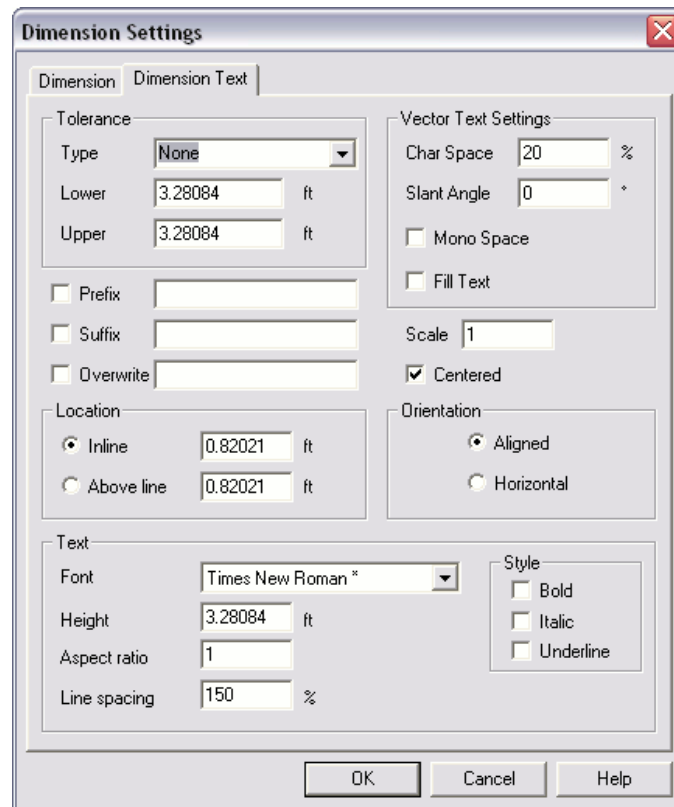 Dimension Settings
Dimension
Dimension Text
Tolerance
Type None
Lower 3.28084 ft
Upper 3.28084 ft
Prefix
Suffix
Overwrite
Vector Text Settings
Char Space 20 %
Slant Angle 0 °
Mono Space
Fill Text
Scale 1
Centered
Location
Inline 0.82021 ft
Above line 0.82021 ft
Orientation
Aligned
Horizontal
Text
Font Times New Roman *
Height 3.28084 ft
Aspect ratio 1
Line spacing 150 %
Style
Bold
Italic
Underline
OK
Cancel
Help